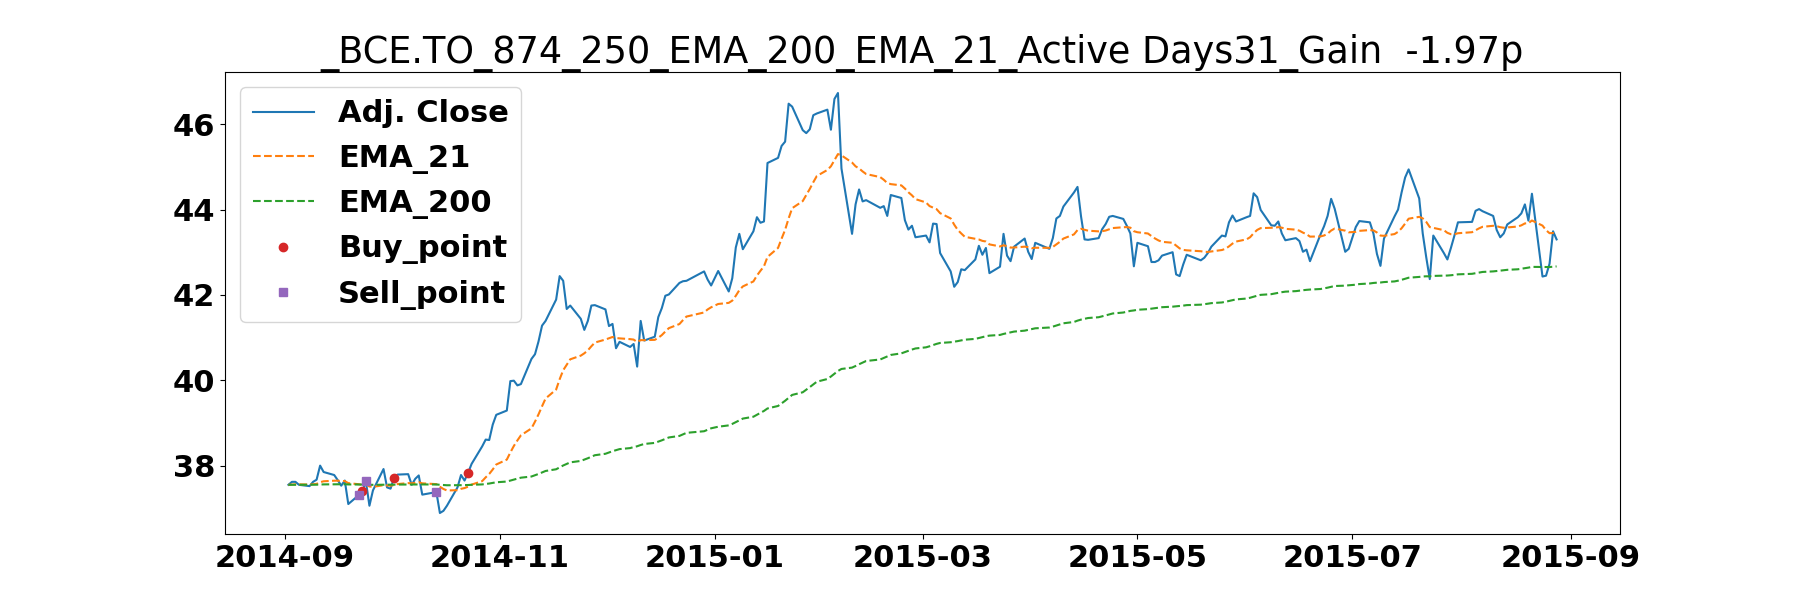 _BCE.TO_874_250_EMA_200_EMA_21_Active Days31_Gain  -1.97p
Adj. Close
EMA_21
EMA_200
Buy_point
Sell_point
46
44
42
40
38
2014-09
2014-11
2015-01
2015-03
2015-05
2015-07
2015-09